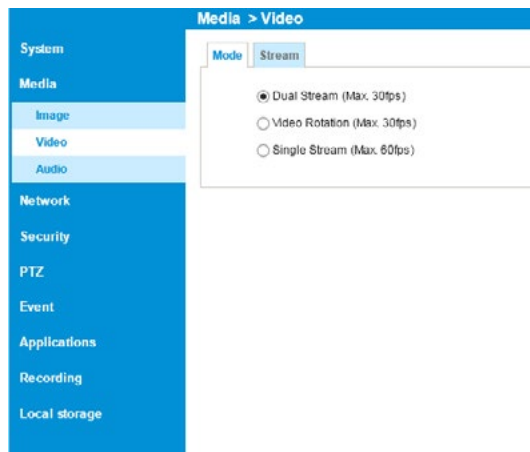 Media > Video
System
Media
Image
Video
Audio
Network
Security
PTZ
Event
Applications
Recording
Local storage
Mode Stream
Dual Stream (Max. 30fps)
Video Rotation (Max. 30fps)
Single Stream (Max. 60fps)